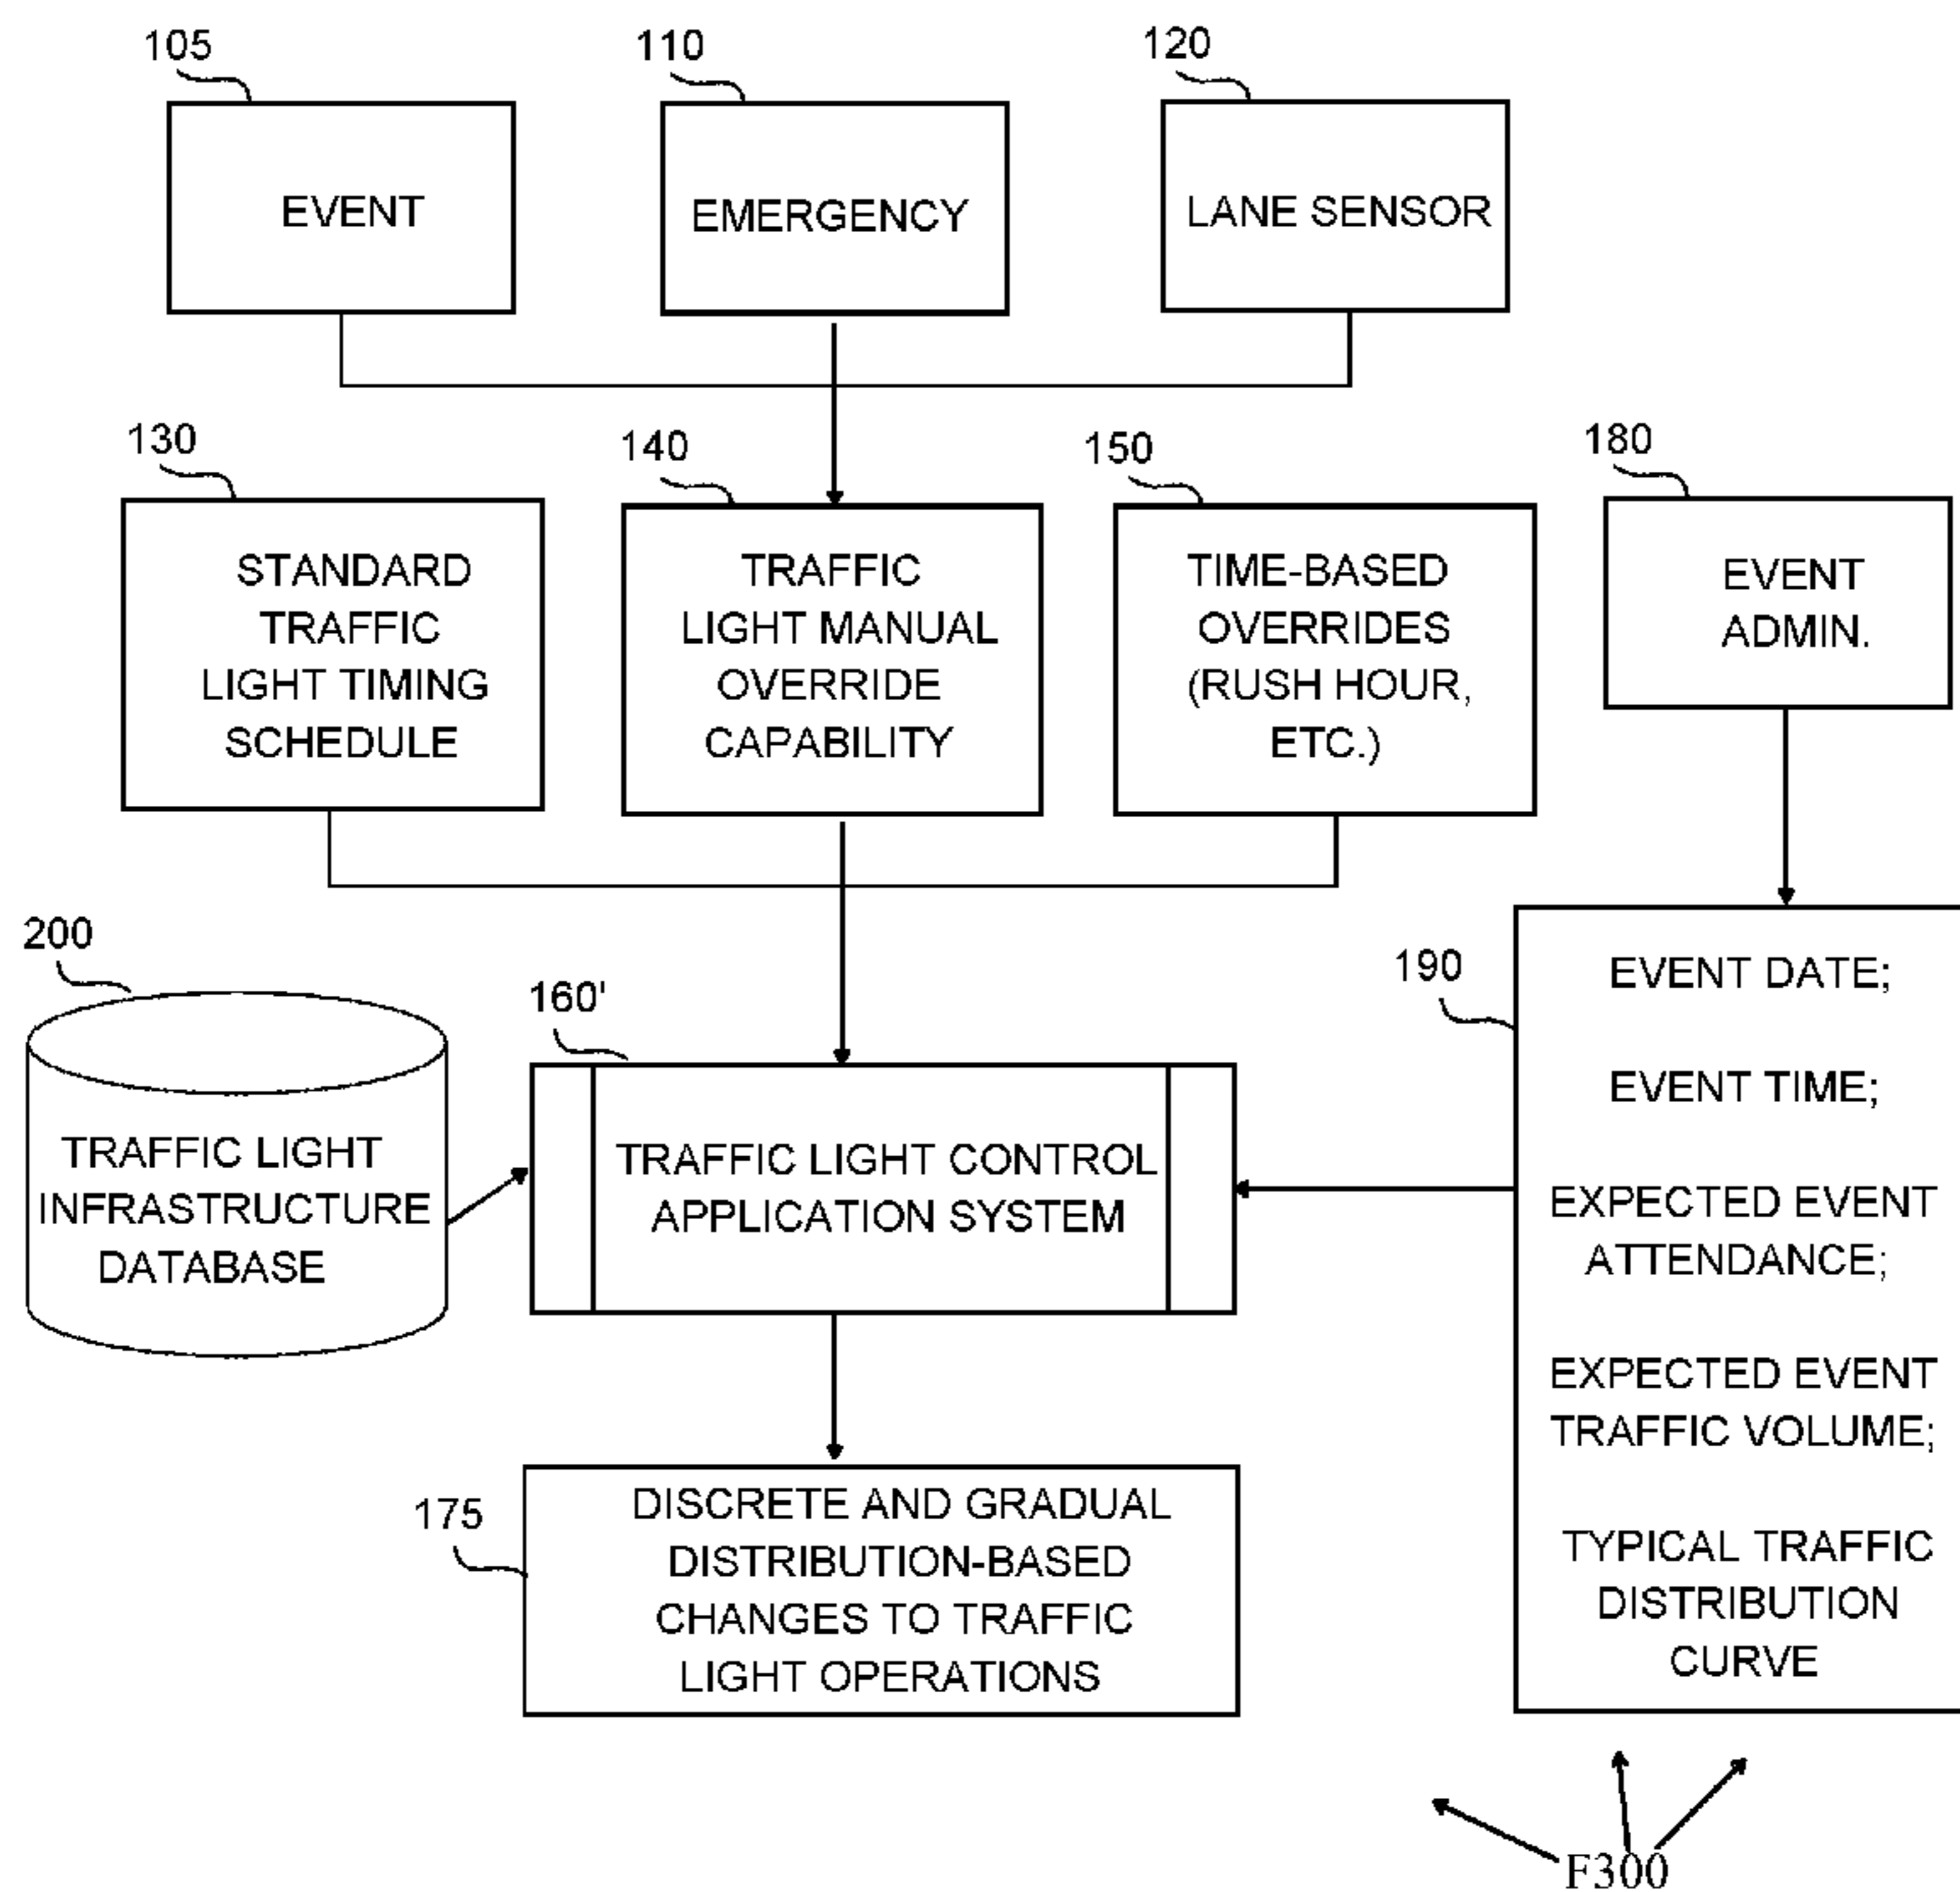 105
110
120
EVENT
EMERGENCY
LANE SENSOR
130
140
150
180
STANDARD
TRAFFIC
LIGHT TIMING
SCHEDULE
TRAFFIC
LIGHT MANUAL
OVERRIDE
CAPABILITY
TIME-BASED
OVERRIDES
(RUSH HOUR,
ETC.)
EVENT
ADMIN.
200
160'
190
TRAFFIC LIGHT
INFRASTRUCTURE
DATABASE
TRAFFIC LIGHT CONTROL
APPLICATION SYSTEM
EVENT DATE;
EVENT TIME;
EXPECTED EVENT
ATTENDANCE;
EXPECTED EVENT
TRAFFIC VOLUME;
TYPICAL TRAFFIC
DISTRIBUTION
CURVE
175
DISCRETE AND GRADUAL
DISTRIBUTION-BASED
CHANGES TO TRAFFIC
LIGHT OPERATIONS
F300